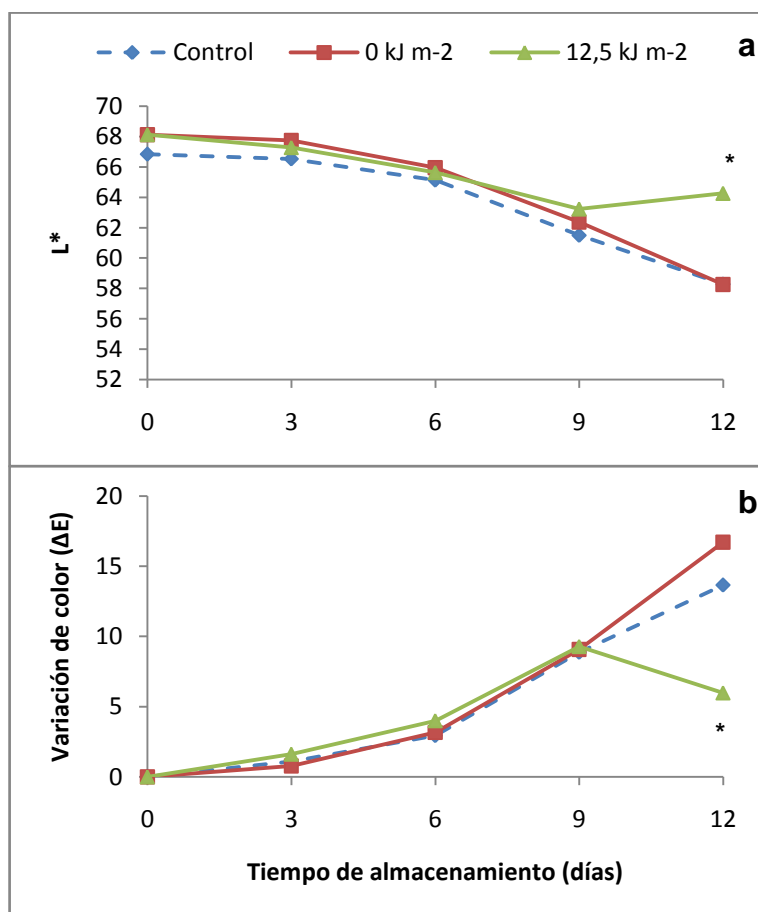 Control 0 kJ m-2 12,5 kJ m-2
a
70
68
66
64
62
60
58
56
54
52
L*
*
0 3 6 9 12
b
20
15
10
5
0
Variación de color (ΔE)
*
0 3 6 9 12
Tiempo de almacenamiento (días)